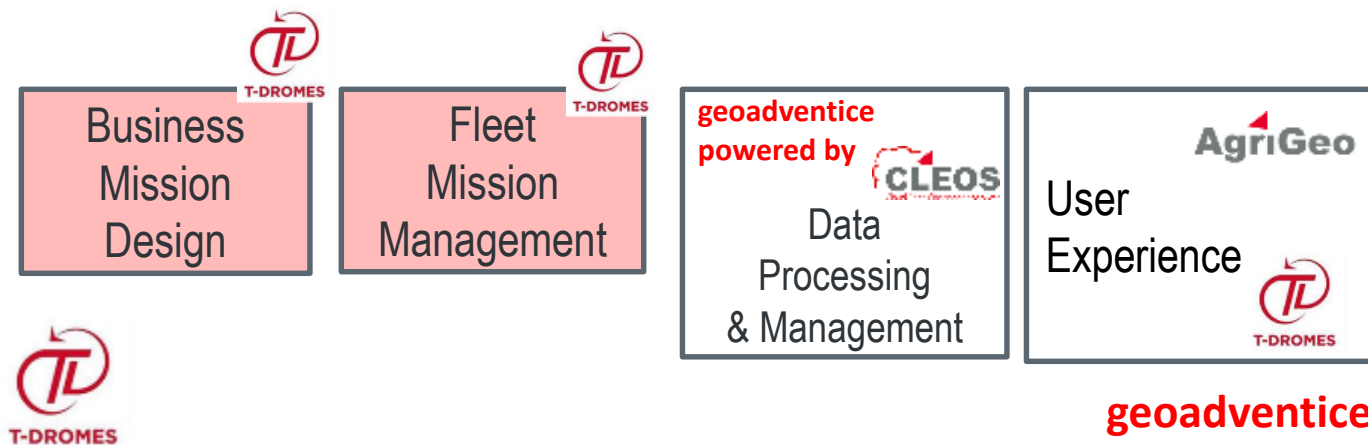 T-DROMES
Business
Mission
Design
T-DROMES
Fleet
Mission
Management
geoadventice
powered by
CLEOS
Data
Processing
& Management
AgriGeo
User
Experience
T-DROMES
T-DROMES
geoadventice